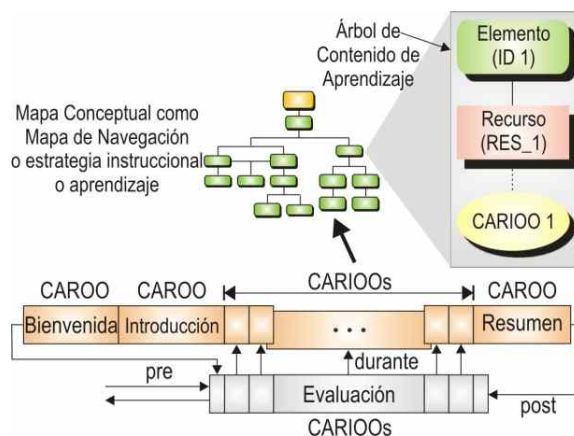 Árbol de
Contenido de
Aprendizaje
Elemento
(ID 1)
Mapa Conceptual como
Mapa de Navegación
o estrategia instruccional
o aprendizaje
Recurso
(RES_1)
CARIOO 1
CAROO
CAROO
CARIOOs
CAROO
Bienvenida
Introducción
...
Resumen
pre
durante
Evaluación
post
CARIOOs